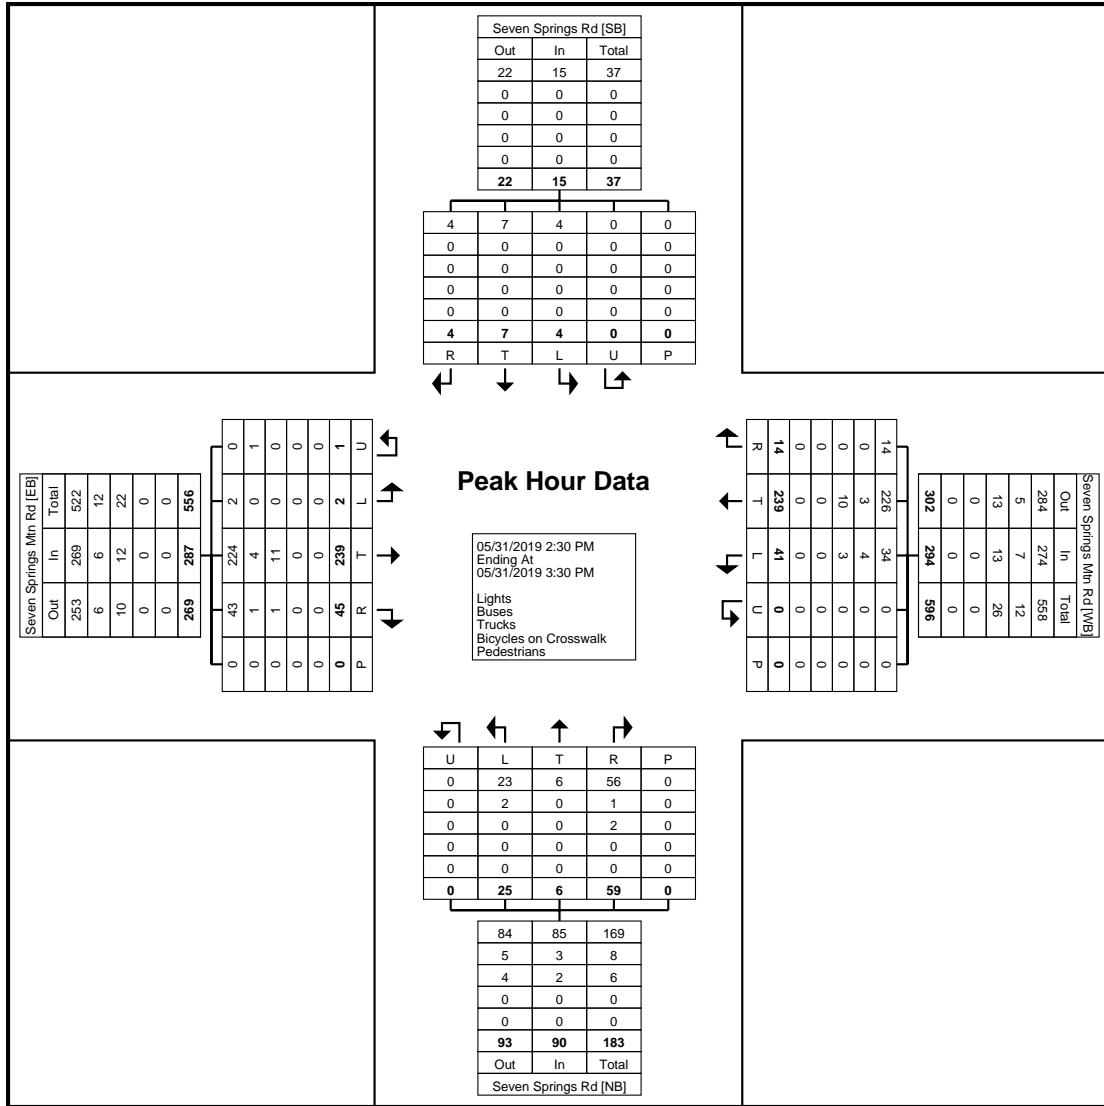 Seven Springs Rd [SB]
Out In Total
22 15 37
0 0 0
0 0 0
0 0 0
0 0 0
22 15 37
4 7 4 0 0
0 0 0 0 0
0 0 0 0 0
0 0 0 0 0
0 0 0 0 0
4 7 4 0 0
R T L U P
Seven Springs Mtn Rd [EB]
Total In Out
522 269 253
12 6 6
22 12 10
0 0 0
0 0 0
556 287 269
0 2 224 43 0
1 0 4 1 0
0 0 11 1 0
0 0 0 0 0
0 0 0 0 0
1 2 239 45 0
U L T R P
Peak Hour Data
05/31/2019 2:30 PM
Ending At
05/31/2019 3:30 PM
Lights
Buses
Trucks
Bicycles on Crosswalk
Pedestrians
R T L U P
14 239 41 0 0
0 0 0 0 0
0 0 0 0 0
0 10 3 0 0
0 3 4 0 0
14 226 34 0 0
302 294 596
0 0 0
0 0 0
13 13 26
5 7 12
284 274 558
Out In Total
Seven Springs Mtn Rd [WB]
U L T R P
0 23 6 56 0
0 2 0 1 0
0 0 0 2 0
0 0 0 0 0
0 0 0 0 0
0 25 6 59 0
84 85 169
5 3 8
4 2 6
0 0 0
0 0 0
93 90 183
Out In Total
Seven Springs Rd [NB]